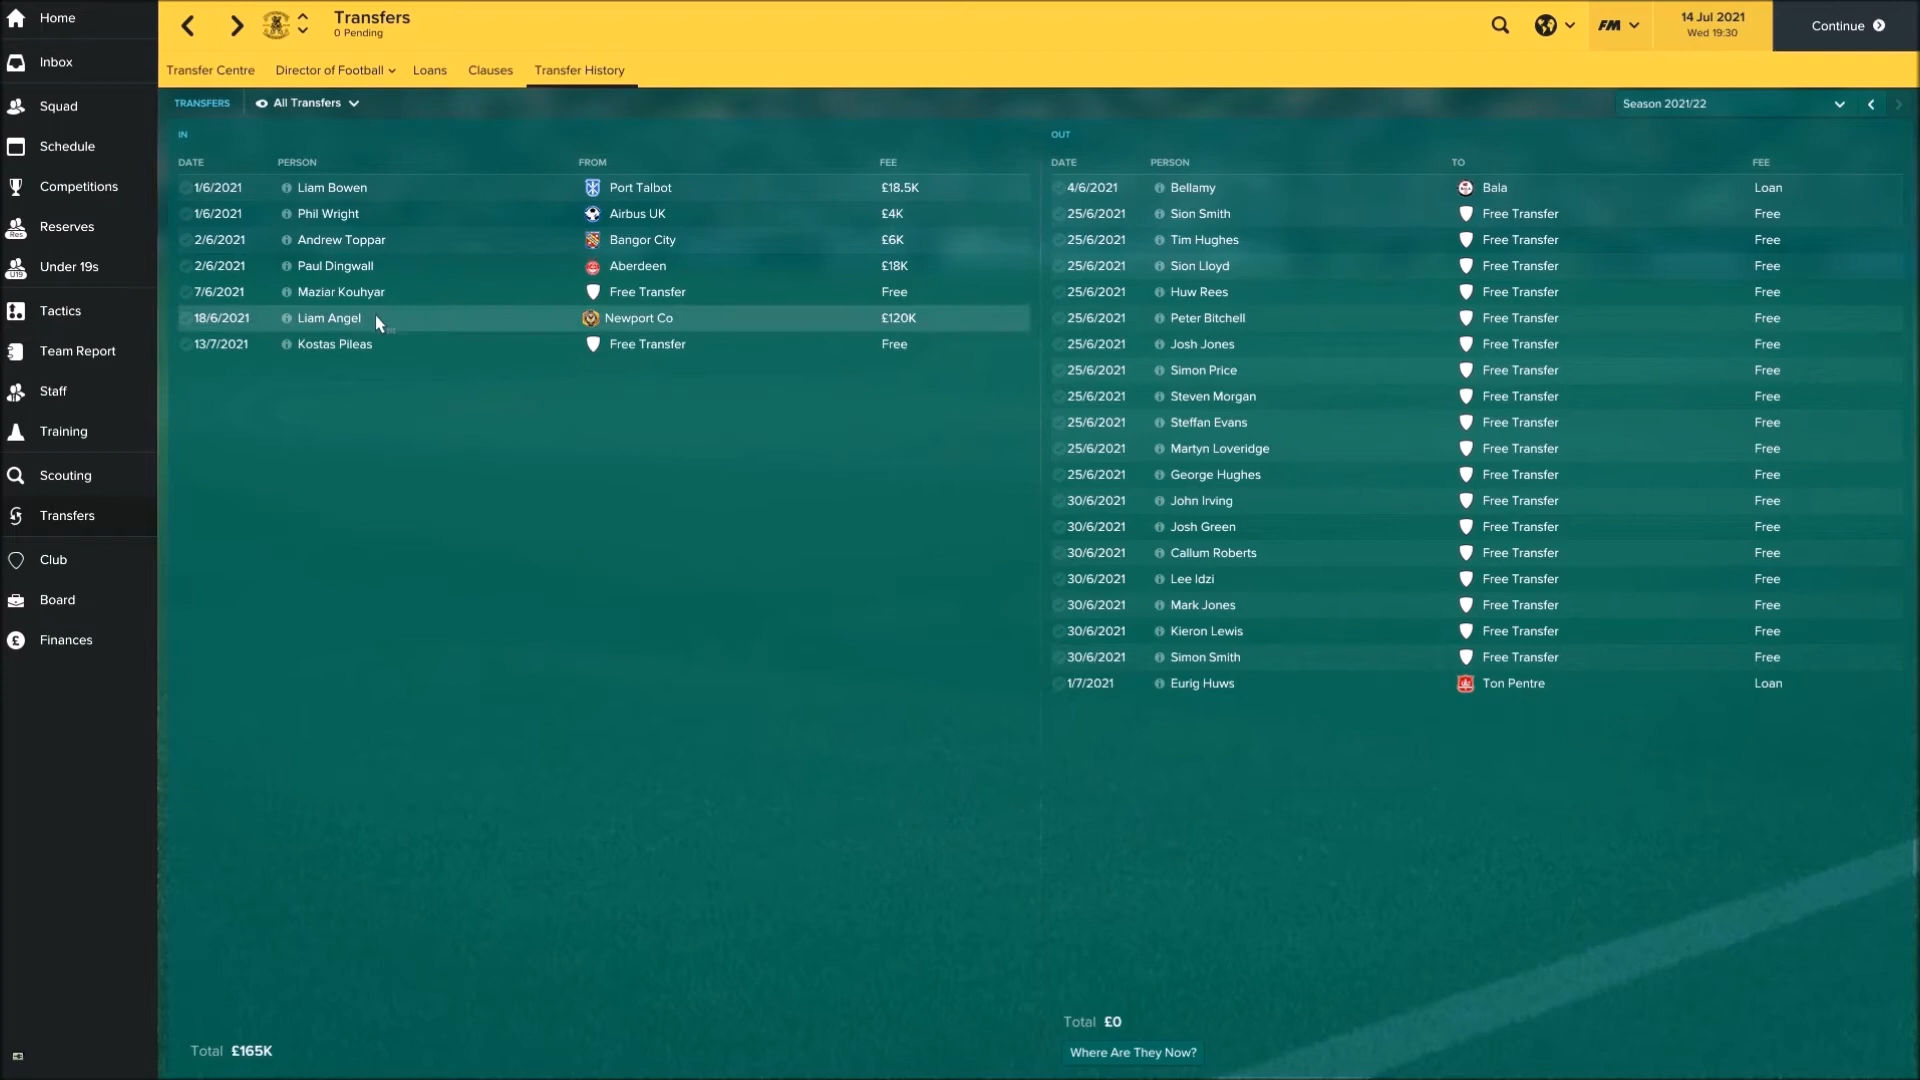 Home
Inbox
Squad
Schedule
Competitions
Res
Reserves
U19
Under 19s
Tactics
Team Report
Staff
Training
Scouting
Transfers
Club
Board
Finances
Transfers
0 Pending
FM
14 Jul 2021
Wed 19:30
Continue
Transfer Centre Director of Football Loans Clauses Transfer History
TRANSFERS All Transfers Season 2021/22
IN
DATE PERSON FROM FEE
1/6/2021 Liam Bowen Port Talbot £18.5K
1/6/2021 Phil Wright Airbus UK £4K
2/6/2021 Andrew Toppar Bangor City £6K
2/6/2021 Paul Dingwall Aberdeen £18K
7/6/2021 Maziar Kouhyar Free Transfer Free
18/6/2021 Liam Angel Newport Co £120K
13/7/2021 Kostas Pileas Free Transfer Free
Total £165K
OUT
DATE PERSON TO FEE
4/6/2021 Bellamy Bala Loan
25/6/2021 Sion Smith Free Transfer Free
25/6/2021 Tim Hughes Free Transfer Free
25/6/2021 Sion Lloyd Free Transfer Free
25/6/2021 Huw Rees Free Transfer Free
25/6/2021 Peter Bitchell Free Transfer Free
25/6/2021 Josh Jones Free Transfer Free
25/6/2021 Simon Price Free Transfer Free
25/6/2021 Steven Morgan Free Transfer Free
25/6/2021 Steffan Evans Free Transfer Free
25/6/2021 Martyn Loveridge Free Transfer Free
25/6/2021 George Hughes Free Transfer Free
30/6/2021 John Irving Free Transfer Free
30/6/2021 Josh Green Free Transfer Free
30/6/2021 Callum Roberts Free Transfer Free
30/6/2021 Lee Idzi Free Transfer Free
30/6/2021 Mark Jones Free Transfer Free
30/6/2021 Kieron Lewis Free Transfer Free
30/6/2021 Simon Smith Free Transfer Free
1/7/2021 Eurig Huws Ton Pentre Loan
Total £0
Where Are They Now?